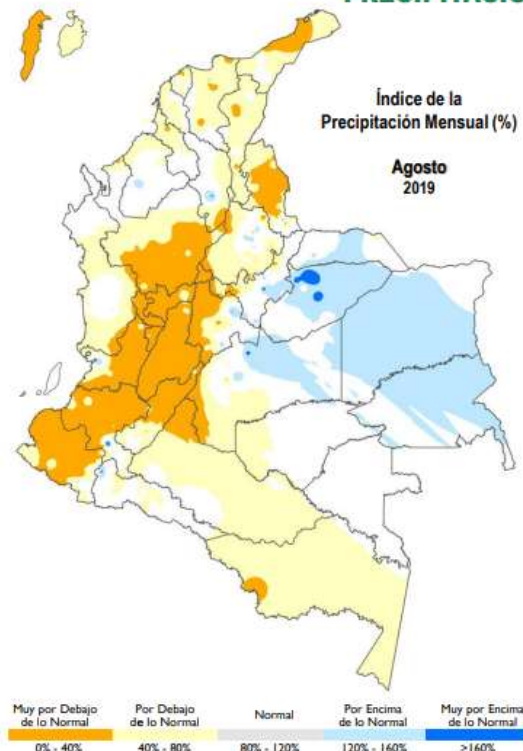 Índice de la
Precipitación Mensual (%)
Agosto
2019
Muy por Debajo
de lo Normal
Por Debajo
de lo Normal
Normal
Por Encima
de lo Normal
Muy por Encima
de lo Normal
0% - 40%
40% - 80%
80% - 120%
120% - 160%
>160%